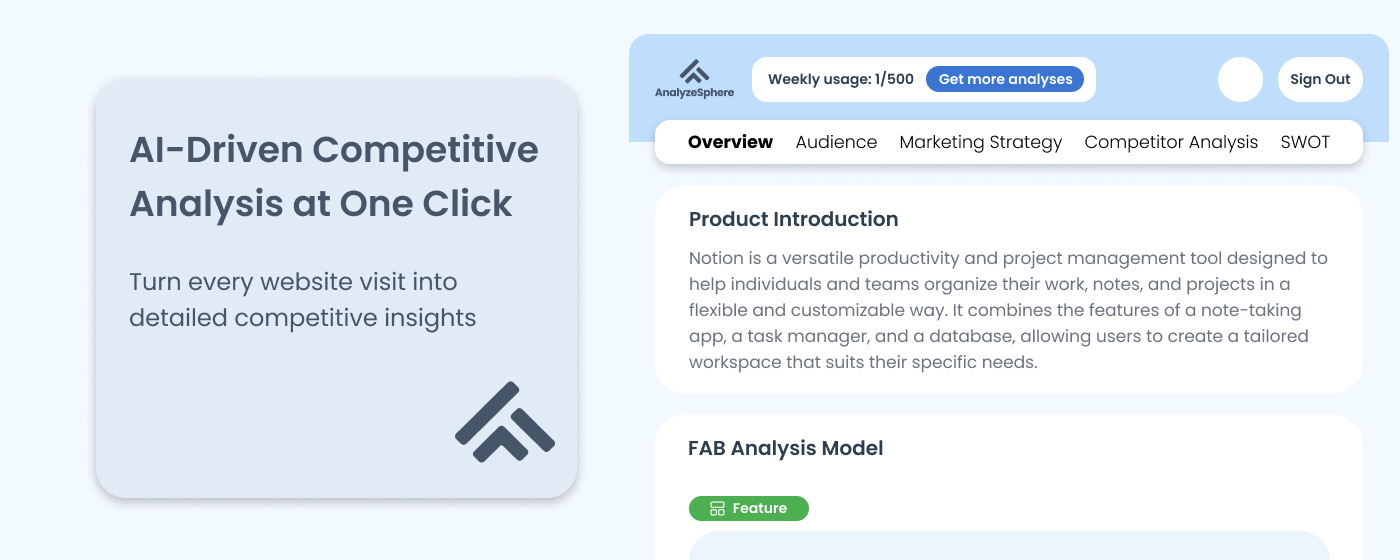 AI-Driven Competitive
Analysis at One Click
Turn every website visit into
detailed competitive insights
AnalyzeSphere
Weekly usage: 1/500
Get more analyses
Sign Out
Overview Audience Marketing Strategy Competitor Analysis SWOT
Product Introduction
Notion is a versatile productivity and project management tool designed to
help individuals and teams organize their work, notes, and projects in a
flexible and customizable way. It combines the features of a note-taking
app, a task manager, and a database, allowing users to create a tailored
workspace that suits their specific needs.
FAB Analysis Model
Feature